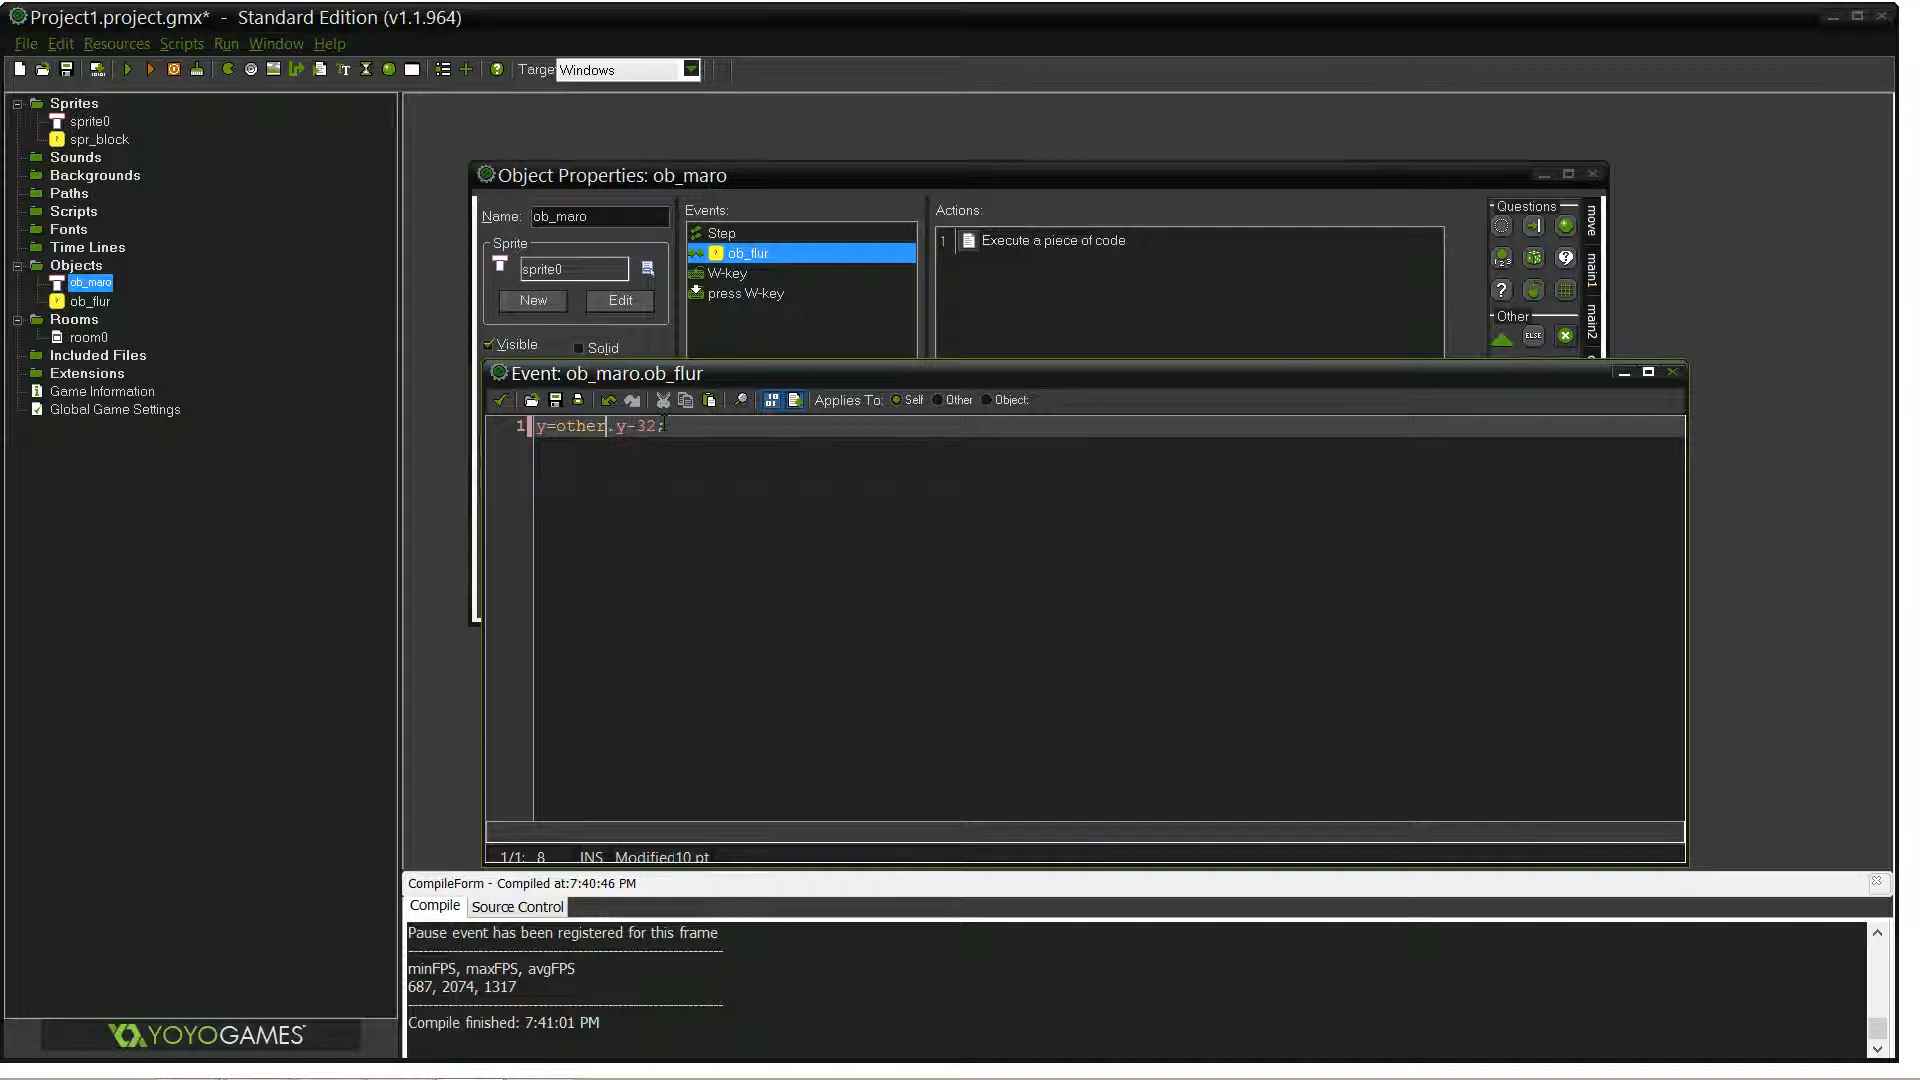 Project1.project.gmx* - Standard Edition (v1.1.964)
File Edit Resources Scripts Run Window Help
Targe Windows
Sprites
sprite0
spr_block
Sounds
Backgrounds
Paths
Scripts
Fonts
Time Lines
Objects
ob_maro
ob_flur
Rooms
room0
Included Files
Extensions
Game Information
Global Game Settings
YOYOGAMES
Object Properties: ob_maro
Name: ob_maro
Sprite
sprite0
New Edit
Visible Solid
Events:
Step
ob_flur
W-key
press W-key
Actions:
1 Execute a piece of code
Questions
Other
ELSE
move
main1
main2
Event: ob_maro.ob_flur
Applies To: Self Other Object:
1 y=other.y-32;
1/1: 8 INS Modified10 pt
CompileForm - Compiled at:7:40:46 PM
Compile Source Control
Pause event has been registered for this frame
minFPS, maxFPS, avgFPS
687, 2074, 1317
Compile finished: 7:41:01 PM